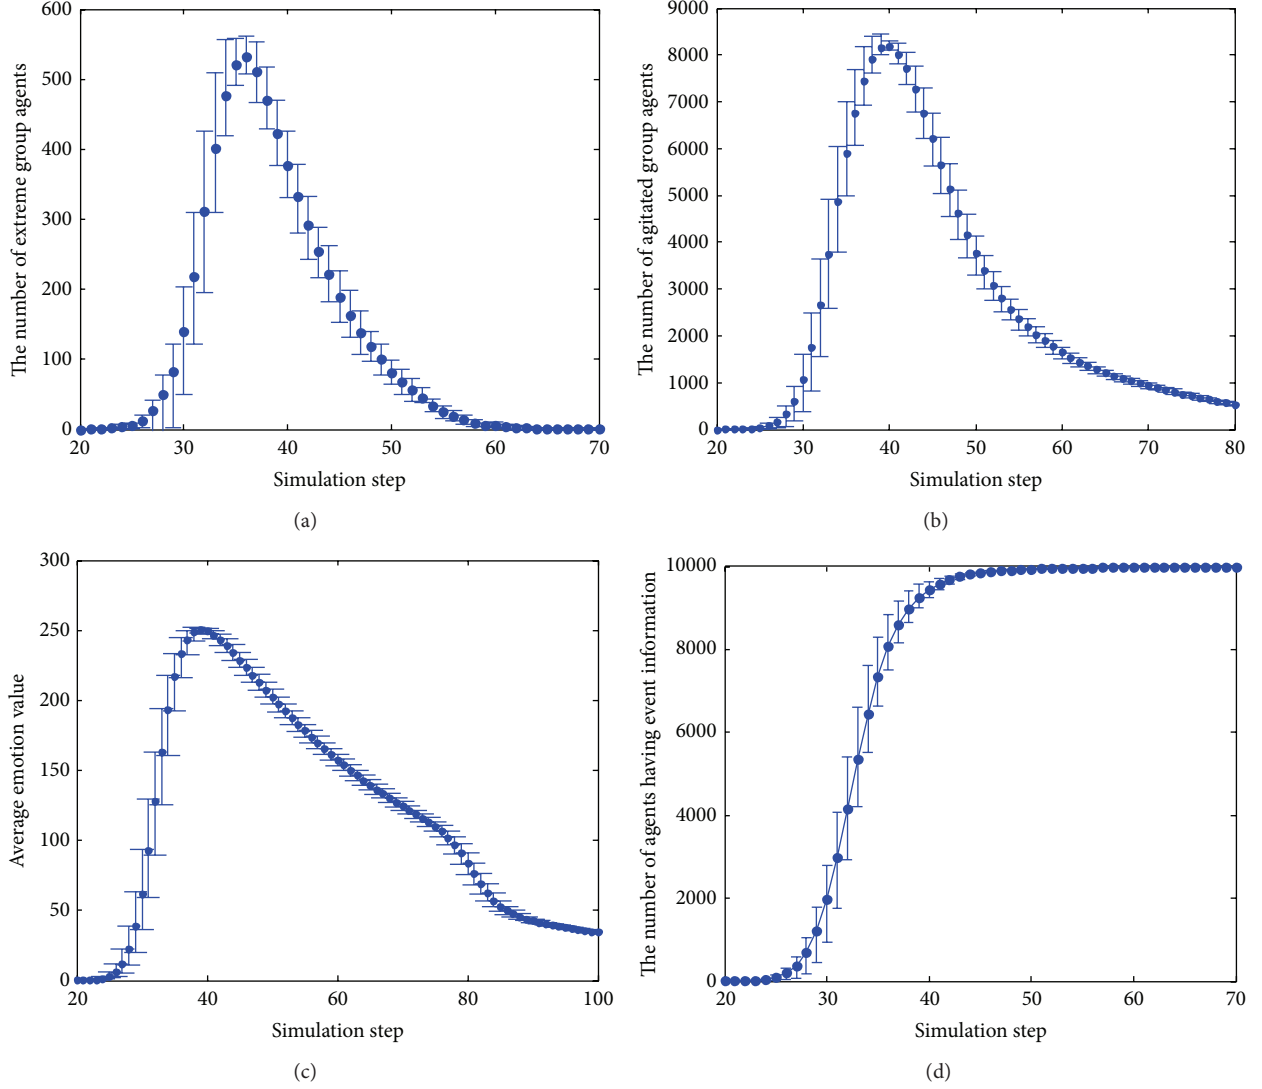 600
500
400
300
200
100
0
The number of extreme group agents
20 30 40 50 60 70
Simulation step
(a)
9000
8000
7000
6000
5000
4000
3000
2000
1000
0
The number of agitated group agents
20 30 40 50 60 70 80
Simulation step
(b)
300
250
200
150
100
50
0
Average emotion value
20 40 60 80 100
Simulation step
(c)
10000
8000
6000
4000
2000
0
The number of agents having event information
20 30 40 50 60 70
Simulation step
(d)